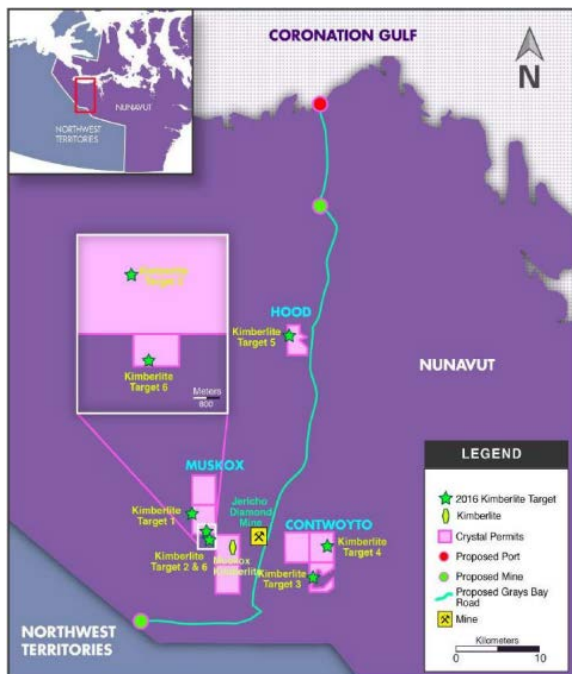 CORONATION GULF
N
NUNAVUT
NORTHWEST
TERRITORIES
Kimberlite
HOOD
Kimberlite
Target 5
Kimberlite
Target 6
Meters
800
NUNAVUT
MUSKOX
Kimberlite
Target 1
Jericho
Diamond
Mine
CONTWOYTO
Kimberlite
Target 4
Kimberlite
Target 2 & 6
Muskox
Kimberlite
Kimberlite
Target 3
NORTHWEST
TERRITORIES
LEGEND
2016 Kimberlite Target
Kimberlite
Crystal Permits
Proposed Port
Proposed Mine
Proposed Grays Bay
Road
Mine
Kilometers
0 10